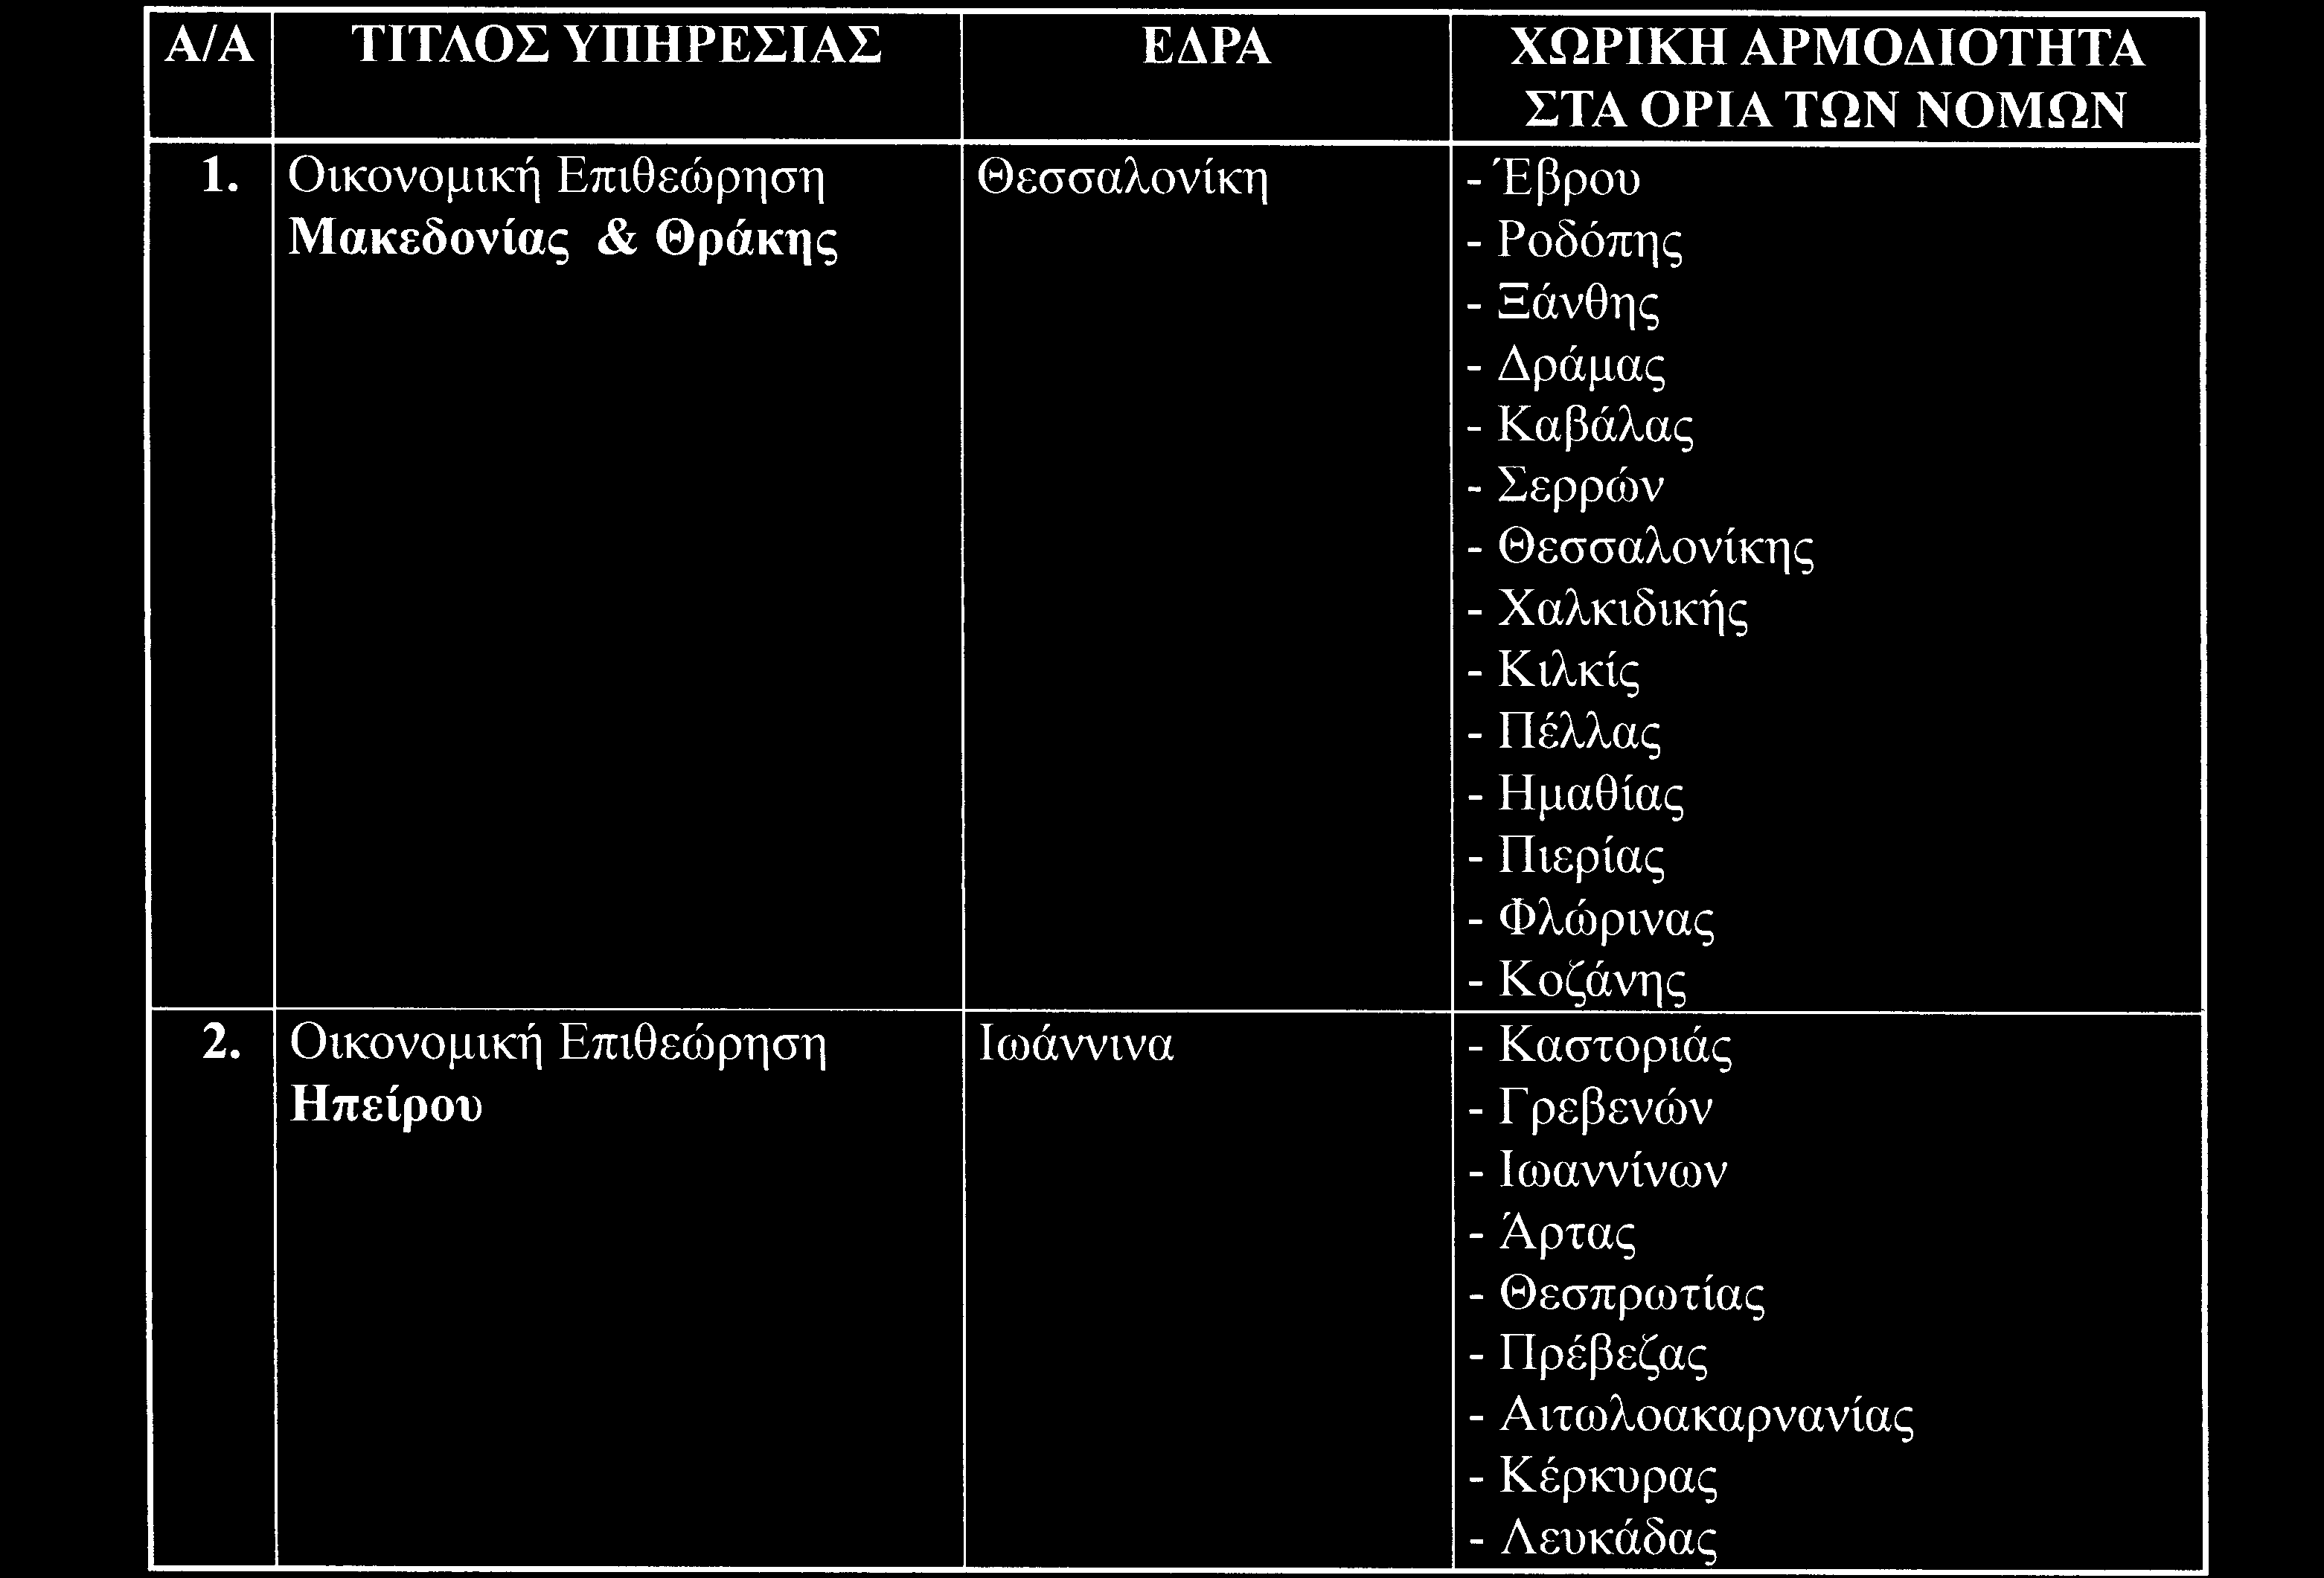 Α/Α ΤΙΤΛΟΣ ΥΠΗΡΕΣΙΑΣ ΕΔΡΑ ΧΩΡΙΚΗ ΑΡΜΟΔΙΟΤΗΤΑ
ΣΤΑ ΟΡΙΑ ΤΩΝ ΝΟΜΩΝ
1. Οικονομική Επιθεώρηση Θεσσαλονίκη - Έβρου
Μακεδονίας & Θράκης - Ροδόπης
- Ξάνθης
- Δράμας
- Καβάλας
- Σερρών
- Θεσσαλονίκης
- Χαλκιδικής
- Κιλκίς
- Πέλλας
- Ημαθίας
- Πιερίας
- Φλώρινας
- Κοζάνης
2. Οικονομική Επιθεώρηση Ιωάννινα - Καστοριάς
Ηπείρου - Γρεβενών
- Ιωαννίνων
- Άρτας
- Θεσπρωτίας
- Πρέβεζας
- Αιτωλοακαρνανίας
- Κέρκυρας
- Λευκάδας